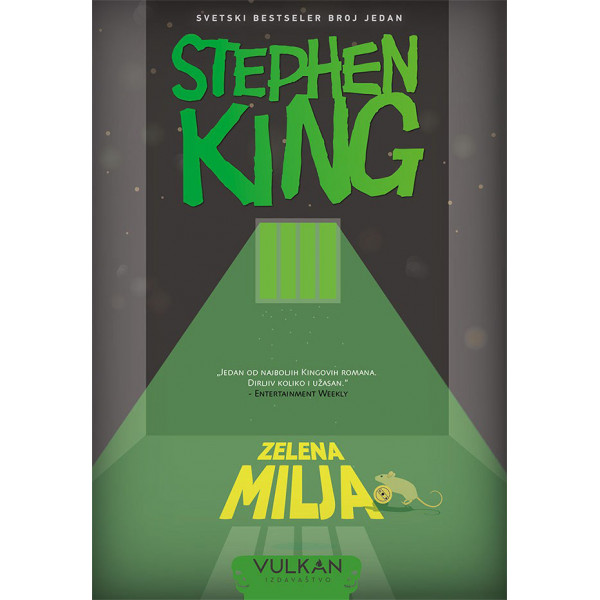 SVETSKI BESTSELER BROJ JEDAN
STEPHEN
KING
„Jedan od najboljih Kingovih romana.
Dirljiv koliko i užasan.“
- Entertainment Weekly
ZELENA
MILJA
VULKAN
IZDAVAŠTVO